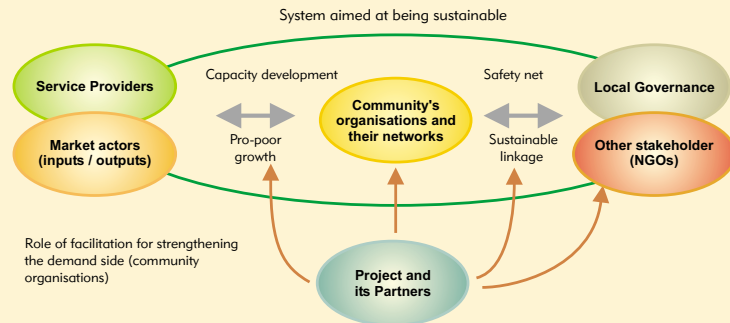 System aimed at being sustainable
Service Providers
Market actors
(inputs / outputs)
Capacity development
Pro-poor
growth
Community's
organisations and
their networks
Safety net
Sustainable
linkage
Local Governance
Other stakeholder
(NGOs)
Role of facilitation for strengthening
the demand side (community
organisations)
Project and
its Partners